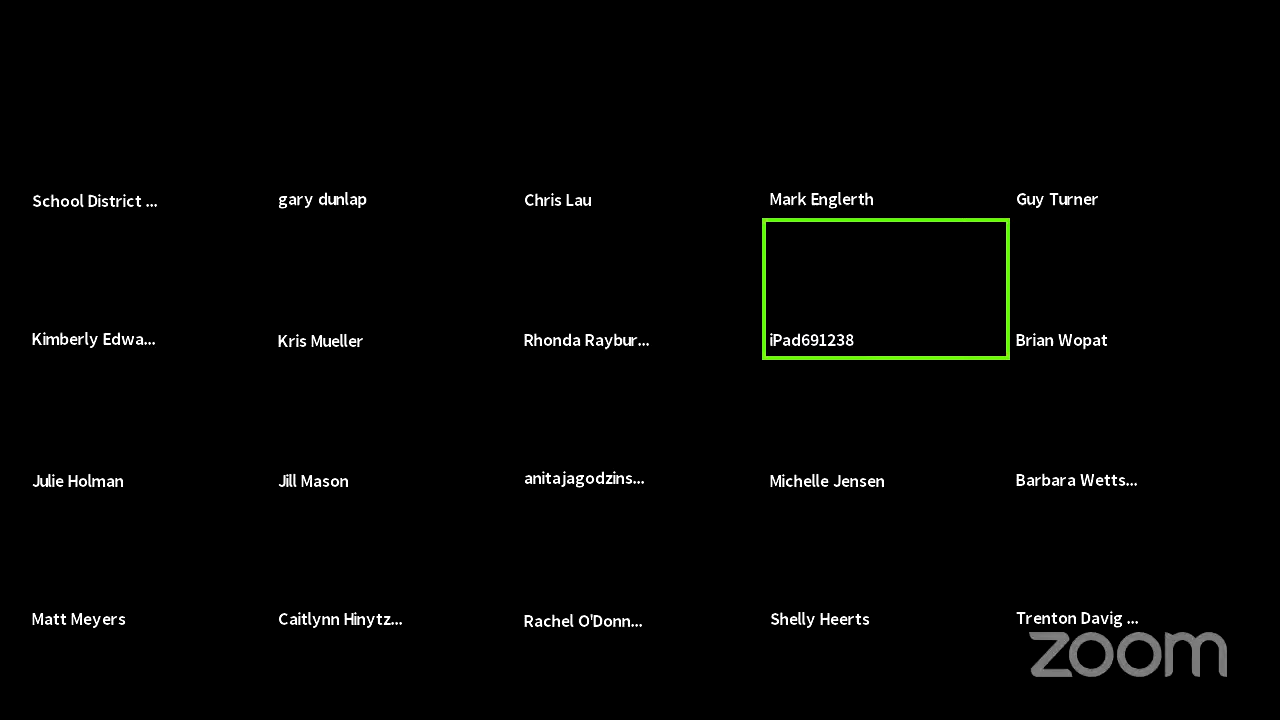 School District ...
gary dunlap
Chris Lau
Mark Englerth
Guy Turner
Kimberly Edwa...
Kris Mueller
Rhonda Raybur...
iPad691238
Brian Wopat
Julie Holman
Jill Mason
anitajagodzins...
Michelle Jensen
Barbara Wetts...
Matt Meyers
Caitlynn Hinytz...
Rachel O'Donn...
Shelly Heerts
Trenton Davig ...
zoom